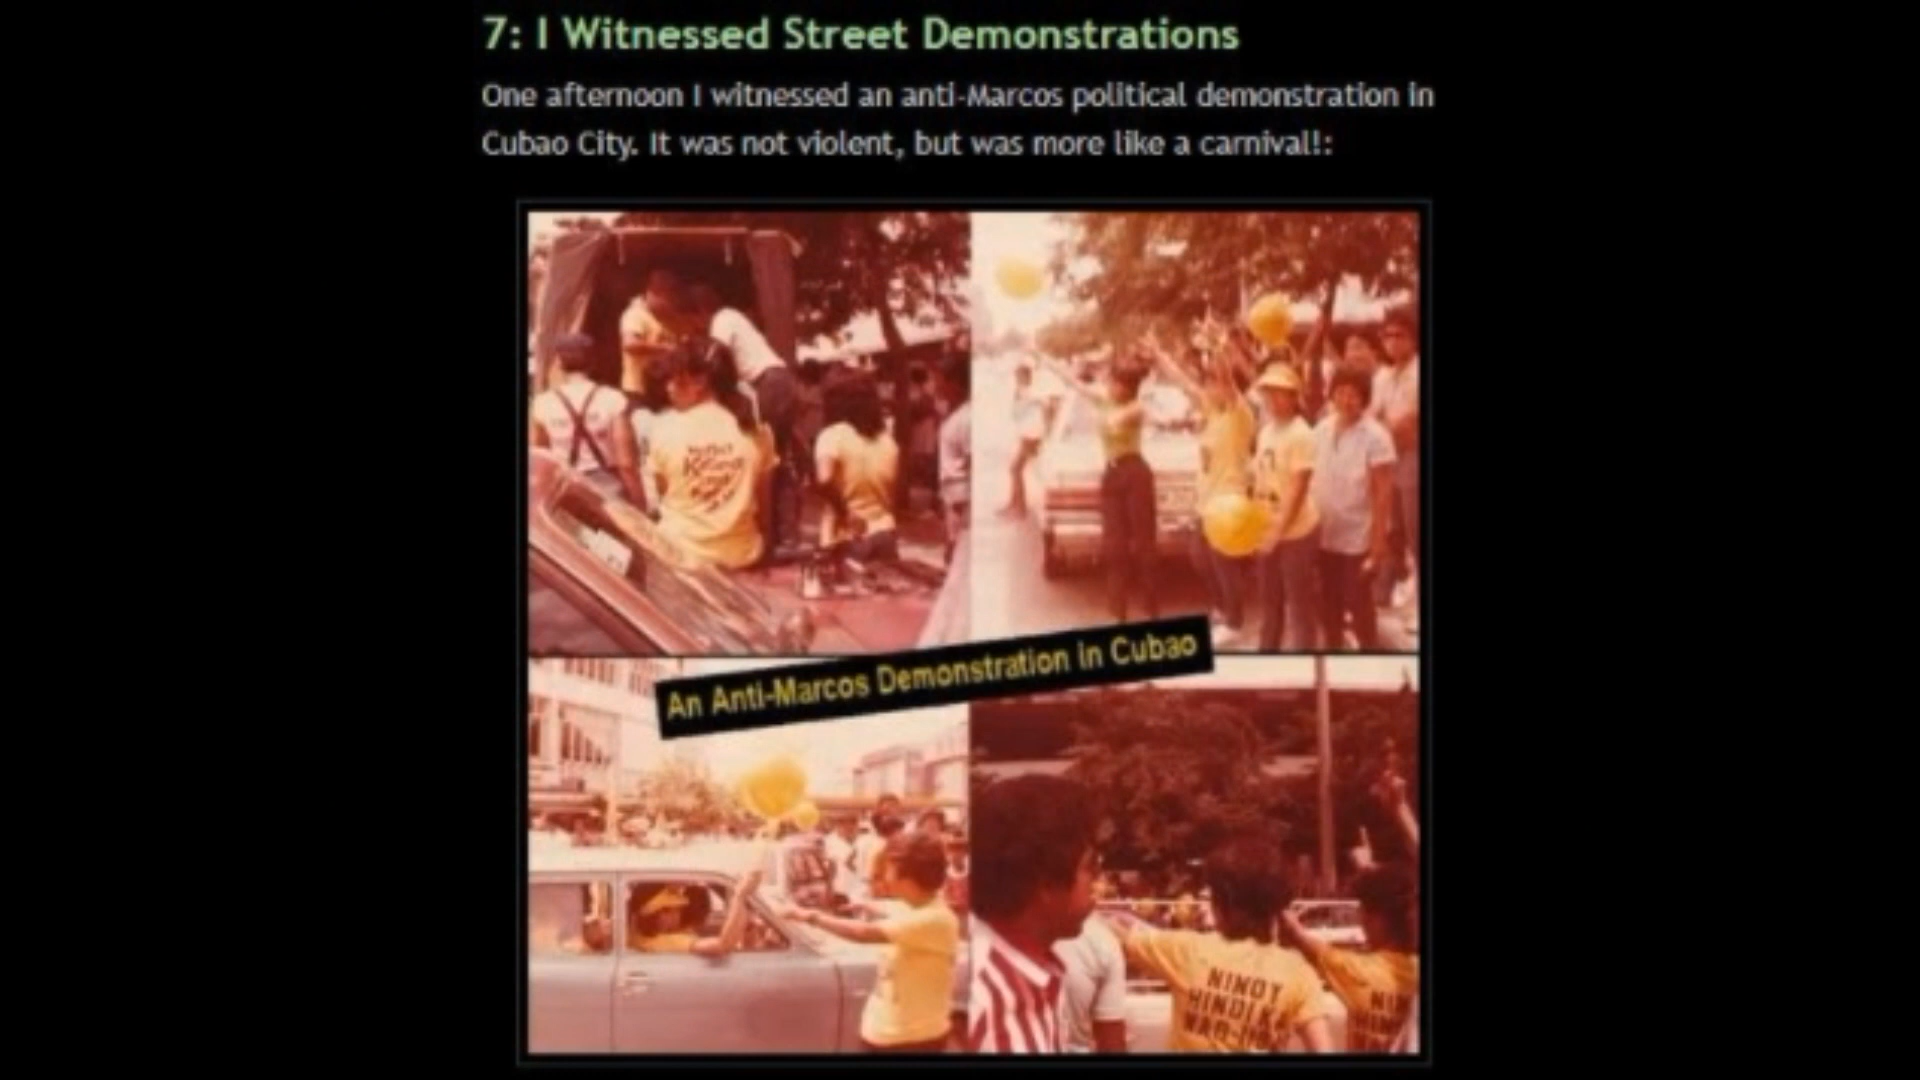 7: I Witnessed Street Demonstrations
One afternoon I witnessed an anti-Marcos political demonstration in
Cubao City. It was not violent, but was more like a carnival!:
An Anti-Marcos Demonstration in Cubao
NINOY
HINDI KA